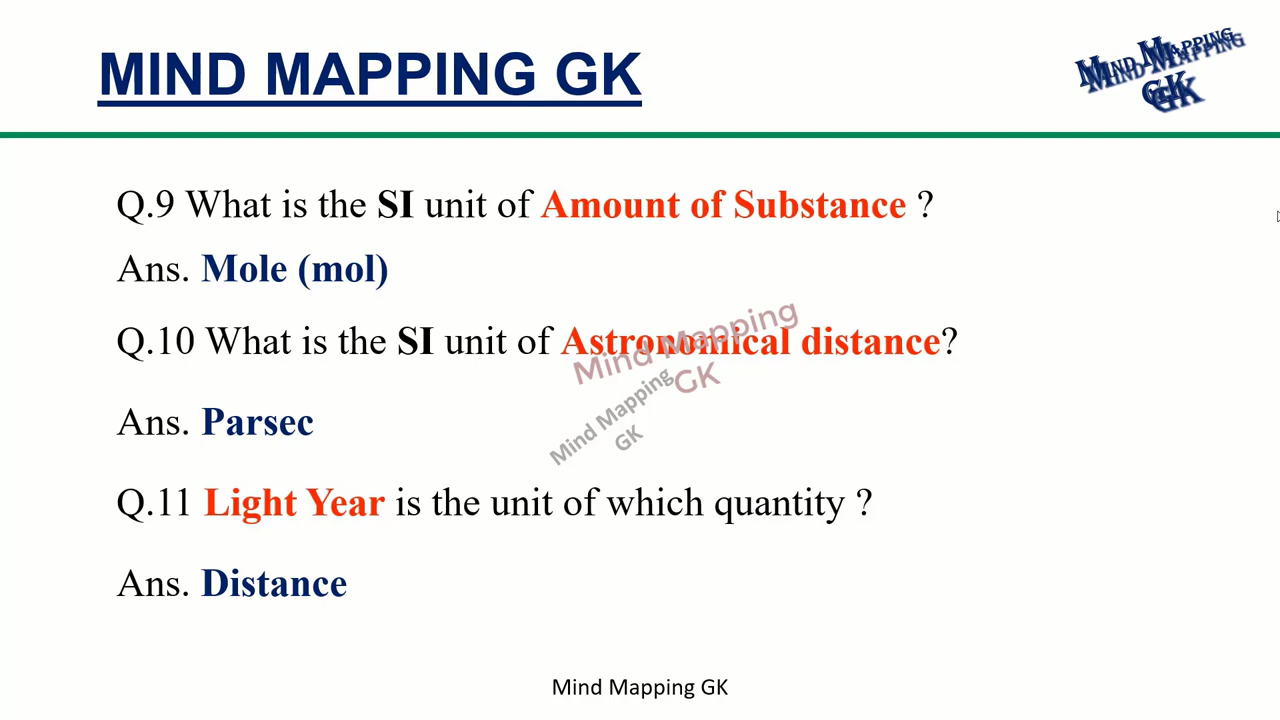 MIND MAPPING GK
MIND MAPPING
GK
Q.9 What is the SI unit of Amount of Substance ?
Ans. Mole (mol)
Q.10 What is the SI unit of Astronomical distance?
Mind Mapping
GK
Mind Mapping
GK
Ans. Parsec
Q.11 Light Year is the unit of which quantity ?
Ans. Distance
Mind Mapping GK